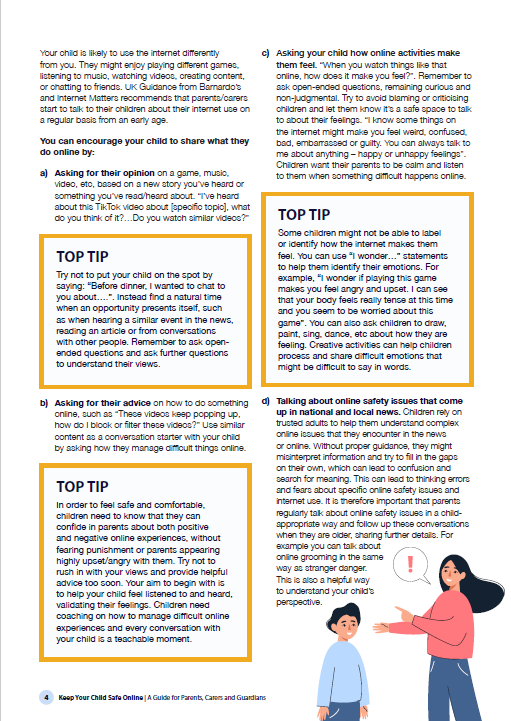 Your child is likely to use the internet differently
from you. They might enjoy playing different games,
listening to music, watching videos, creating content,
or chatting to friends. UK Guidance from Barnardo's
and Internet Matters recommends that parents/carers
start to talk to their children about their internet use on
a regular basis from an early age.
You can encourage your child to share what they
do online by:
a) Asking for their opinion on a game, music,
video, etc, based on a new story you've heard or
something you've read/heard about. "I've heard
about this TikTok video about [specific topic], what
do you think of it?...Do you watch similar videos?"
TOP TIP
Try not to put your child on the spot by
saying: "Before dinner, I wanted to chat to
you about....". Instead find a natural time
when an opportunity presents itself, such
as when hearing a similar event in the news,
reading an article or from conversations
with other people. Remember to ask open-
ended questions and ask further questions
to understand their views.
b) Asking for their advice on how to do something
online, such as "These videos keep popping up,
how do I block or filter these videos?" Use similar
content as a conversation starter with your child
by asking how they manage difficult things online.
TOP TIP
In order to feel safe and comfortable,
children need to know that they can
confide in parents about both positive
and negative online experiences, without
fearing punishment or parents appearing
highly upset/angry with them. Try not to
rush in with your views and provide helpful
advice too soon. Your aim to begin with is
to help your child feel listened to and heard,
validating their feelings. Children need
coaching on how to manage difficult online
experiences and every conversation with
your child is a teachable moment.
c) Asking your child how online activities make
them feel. "When you watch things like that
online, how does it make you feel?". Remember to
ask open-ended questions, remaining curious and
non-judgmental. Try to avoid blaming or criticising
children and let them know it's a safe space to talk
to about their feelings. "I know some things on
the internet might make you feel weird, confused,
bad, embarrassed or guilty. You can always talk to
me about anything – happy or unhappy feelings".
Children want their parents to be calm and listen
to them when something difficult happens online.
TOP TIP
Some children might not be able to label
or identify how the internet makes them
feel. You can use "I wonder..." statements
to help them identify their emotions. For
example, "I wonder if playing this game
makes you feel angry and upset. I can see
that your body feels really tense at this time
and you seem to be worried about this
game". You can also ask children to draw,
paint, sing, dance, etc about how they are
feeling. Creative activities can help children
process and share difficult emotions that
might be difficult to say in words.
d) Talking about online safety issues that come
up in national and local news. Children rely on
trusted adults to help them understand complex
online issues that they encounter in the news
or online. Without proper guidance, they might
misinterpret information and try to fill in the gaps
on their own, which can lead to confusion and
search for meaning. This can lead to thinking errors
and fears about specific online safety issues and
internet use. It is therefore important that parents
regularly talk about online safety issues in a child-
appropriate way and follow up these conversations
when they are older, sharing further details. For
example you can talk about
online grooming in the same
way as stranger danger.
This is also a helpful way
to understand your child's
perspective.
!
4 Keep Your Child Safe Online | A Guide for Parents, Carers and Guardians